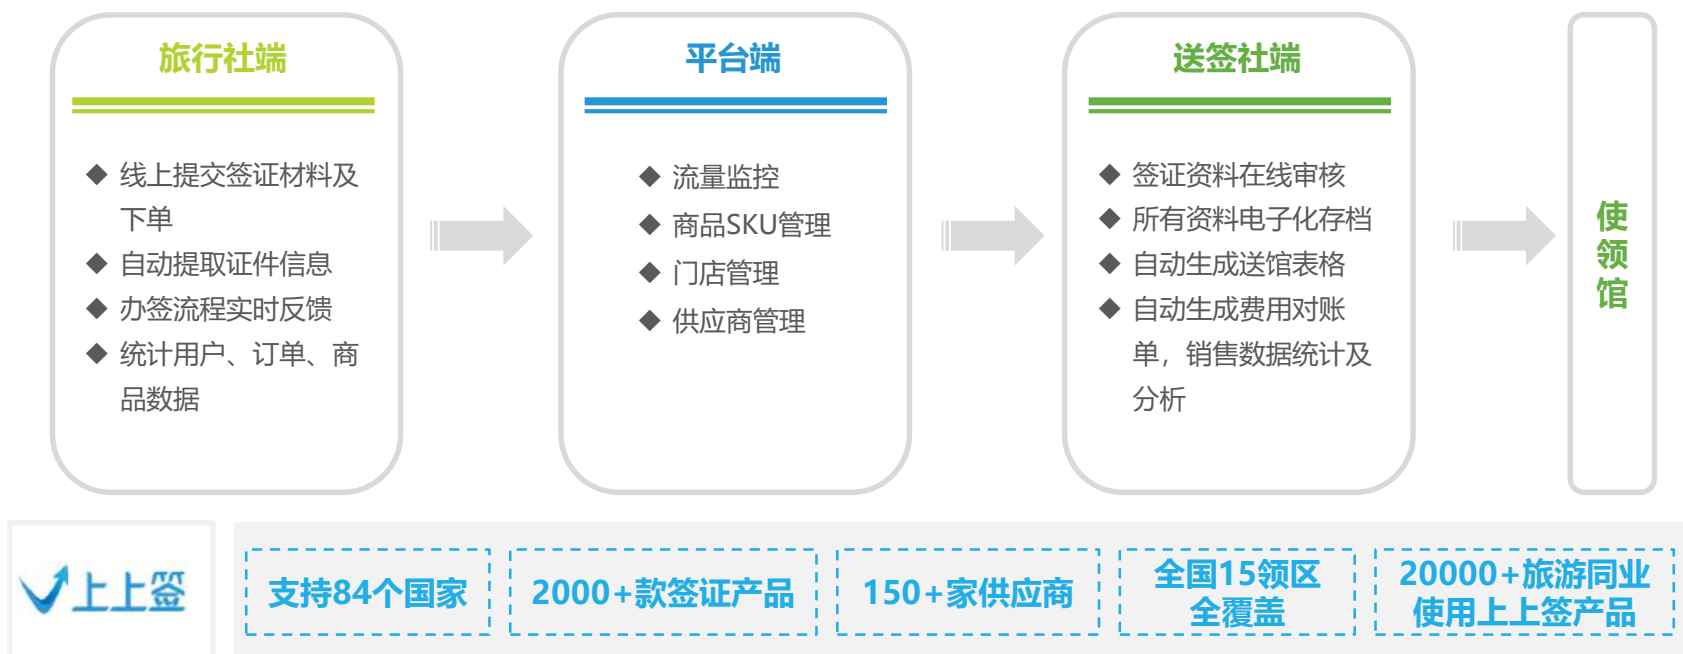 旅行社端
线上提交签证材料及
下单
自动提取证件信息
办签流程实时反馈
统计用户、订单、商
品数据
平台端
流量监控
商品SKU管理
门店管理
供应商管理
送签社端
签证资料在线审核
所有资料电子化存档
自动生成送馆表格
自动生成费用对账
单，销售数据统计及
分析
使
领
馆
上上签
支持84个国家
2000+款签证产品
150+家供应商
全国15领区
全覆盖
20000+旅游同业
使用上上签产品